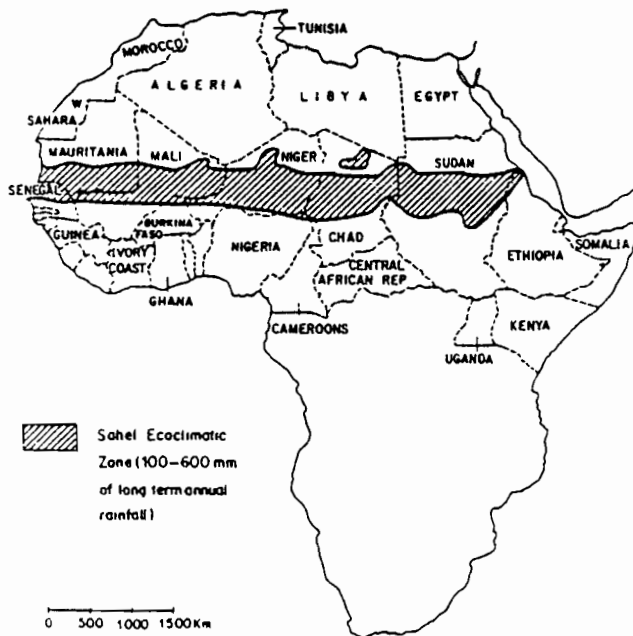 TUNISIA
MOROCCO
ALGERIA
LIBYA
EGYPT
W
SAHARA
MAURITANIA
MALI
NIGER
SUDAN
SENEGAL
GUINEA
BURKINA
FASO
IVORY
COAST
NIGERIA
CHAD
CENTRAL
AFRICAN REP
ETHIOPIA
SOMALIA
GHANA
CAMEROONS
KENYA
UGANDA
Sahel Ecoclimatic
Zone (100-600 mm
of long term annual
rainfall)
0 500 1000 1500 Km